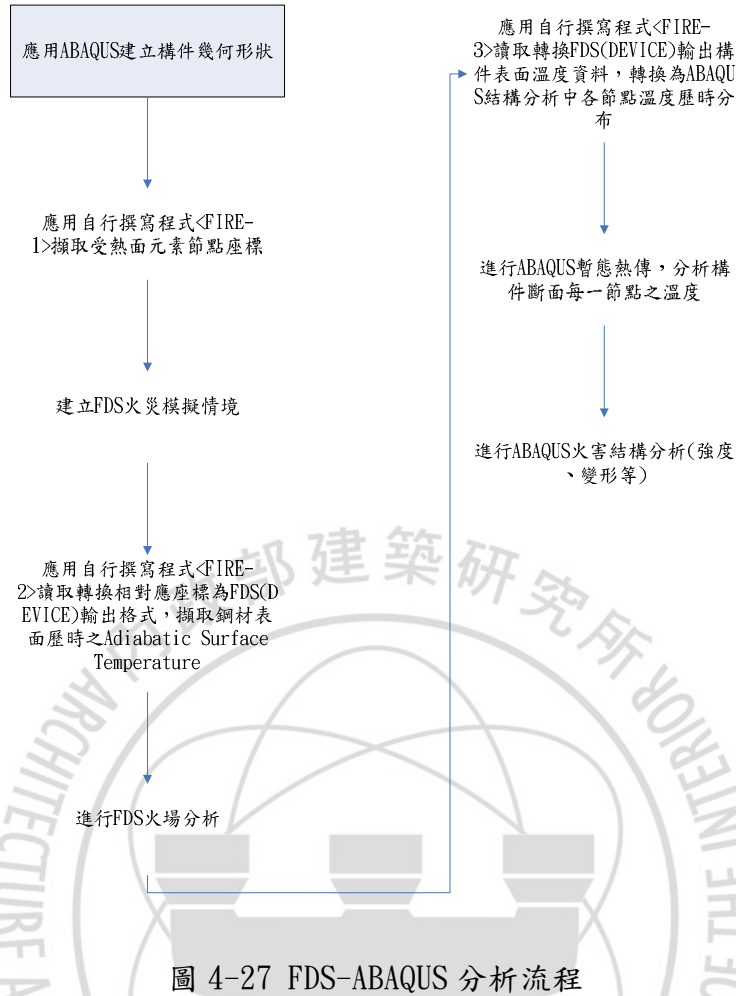 應用ABAQUS建立構件幾何形狀
應用自行撰寫程式<FIRE-
1>擷取受熱面元素節點座標
建立FDS火災模擬情境
應用自行撰寫程式<FIRE-
2>讀取轉換相對應座標為FDS(D
EVICE)輸出格式，擷取鋼材表
面歷時之Adiabatic Surface
Temperature
進行FDS火場分析
應用自行撰寫程式<FIRE-
3>讀取轉換FDS(DEVICE)輸出構
件表面溫度資料，轉換為ABAQU
S結構分析中各節點溫度歷時分
布
進行ABAQUS暫態熱傳，分析構
件斷面每一節點之溫度
進行ABAQUS火害結構分析(強度
、變形等)
部建築研究所
ARCHITECTURE A
INTERIOR
圖 4-27 FDS-ABAQUS 分析流程